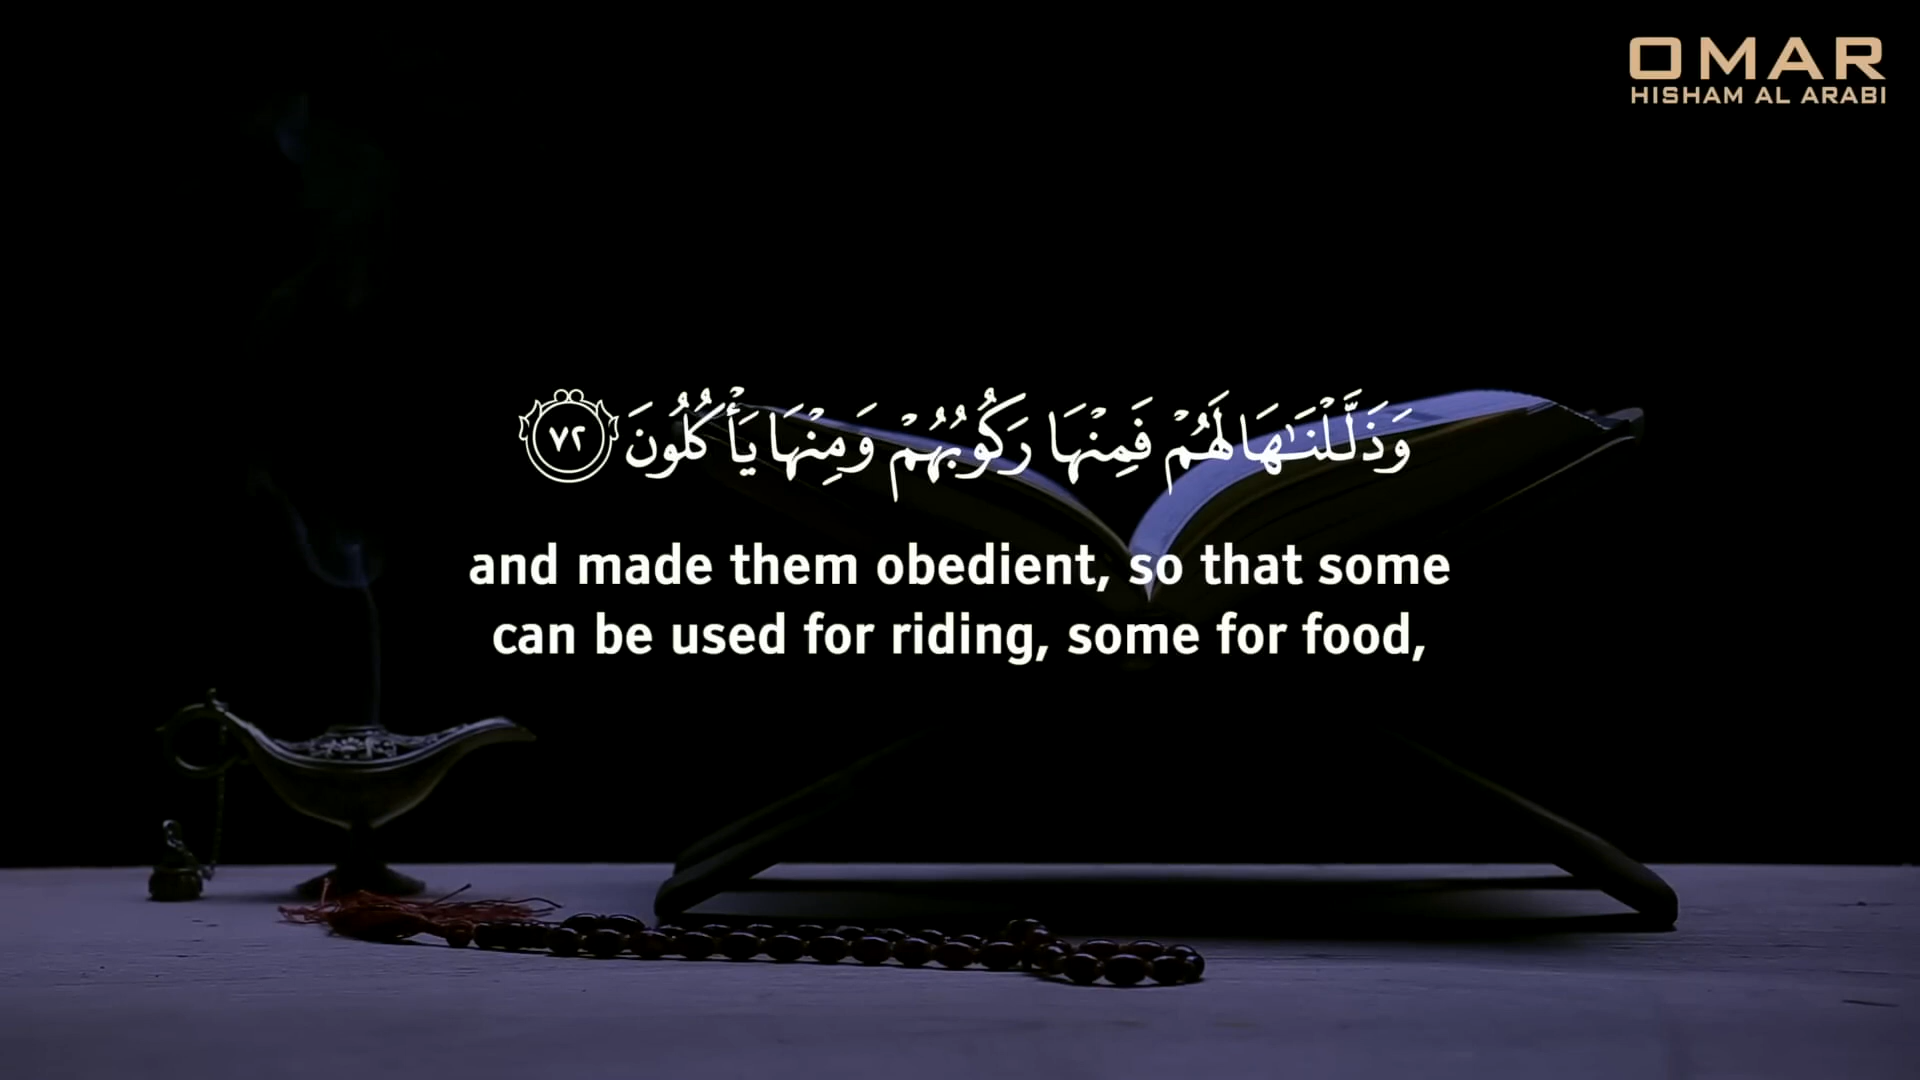 OMAR
HISHAM AL ARABI
وَذَلَّلْنَـٰهَا لَهُمْ فَمِنْهَا رَكُوبُهُمْ وَمِنْهَا يَأْكُلُونَ ٧٢
and made them obedient, so that some
can be used for riding, some for food,